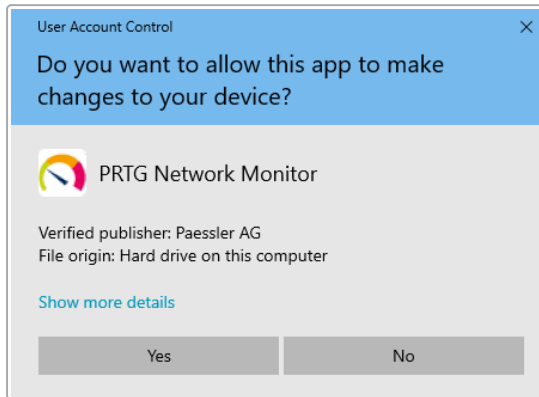 User Account Control
Do you want to allow this app to make
changes to your device?
PRTG Network Monitor
Verified publisher: Paessler AG
File origin: Hard drive on this computer
Show more details
Yes
No